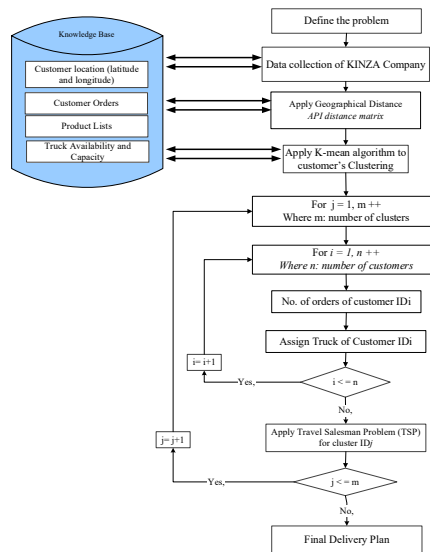 Define the problem
Knowledge Base
Customer location (latitude
and longitude)
Customer Orders
Product Lists
Truck Availability and
Capacity
Data collection of KINZA Company
Apply Geographical Distance
API distance matrix
Apply K-mean algorithm to
customer's Clustering
For j = 1, m ++
Where m: number of clusters
For i = 1, n ++
Where n: number of customers
No. of orders of customer IDi
Assign Truck of Customer IDi
i= i+1
Yes,
i < = n
No,
Apply Travel Salesman Problem (TSP)
for cluster IDj
j= j+1
Yes,
j < = m
No,
Final Delivery Plan